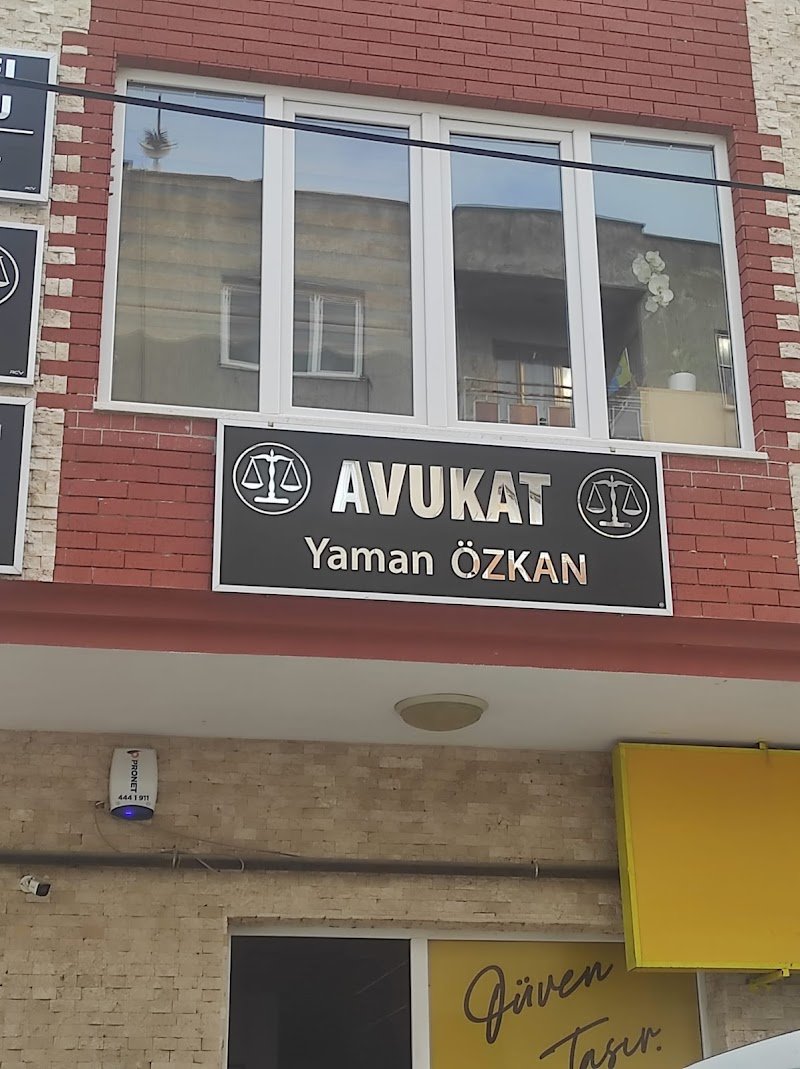 AVUKAT
Yaman ÖZKAN
PRONET
444 1 911
Güven
Taşır.